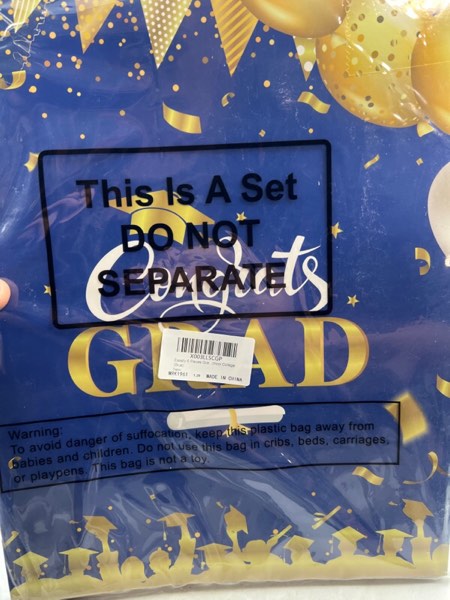 This Is A Set
DO NOT
SEPARATE
Congrats
GRAD
X003LL5CGP
MADE IN CHINA
Warning:
To avoid danger of suffocation, keep this plastic bag away from
babies and children. Do not use this bag in cribs, beds, carriages,
or playpens. This bag is not a toy.